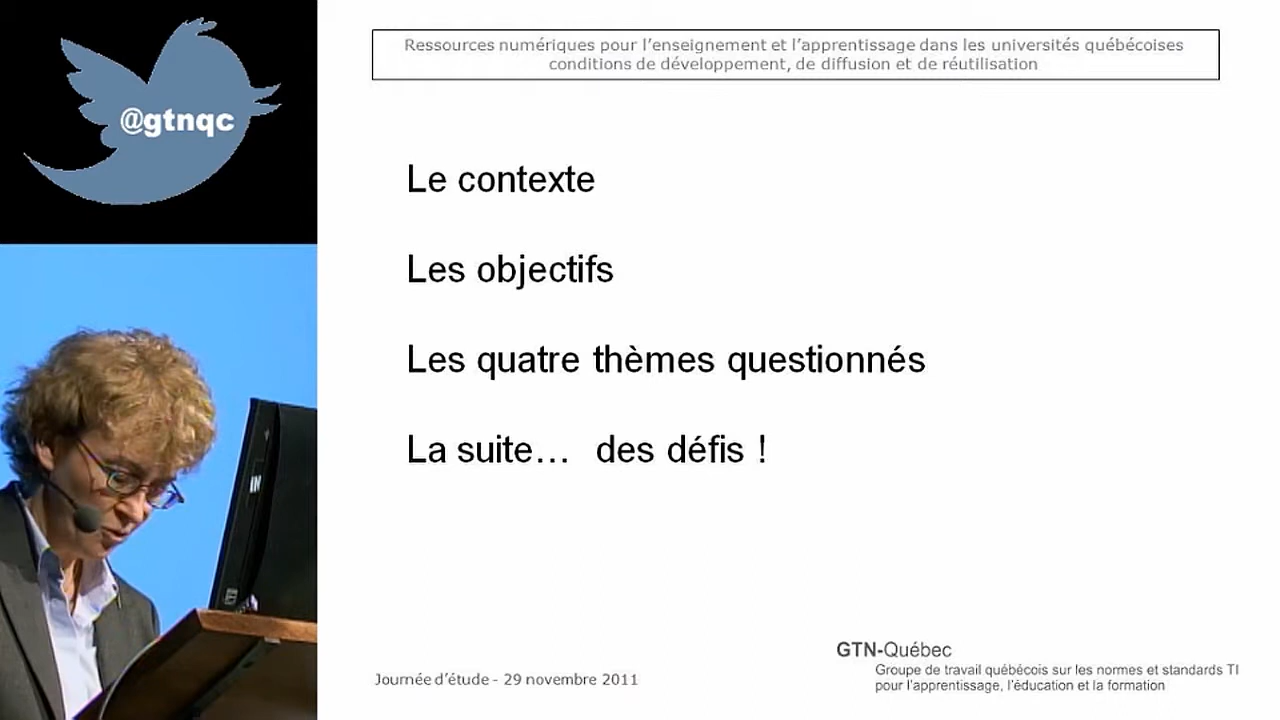 @gtnqc
Ressources numériques pour l'enseignement et l'apprentissage dans les universités québécoises
conditions de développement, de diffusion et de réutilisation
Le contexte
Les objectifs
Les quatre thèmes questionnés
La suite… des défis !
Journée d'étude - 29 novembre 2011
GTN-Québec
Groupe de travail québécois sur les normes et standards TI
pour l'apprentissage, l'éducation et la formation